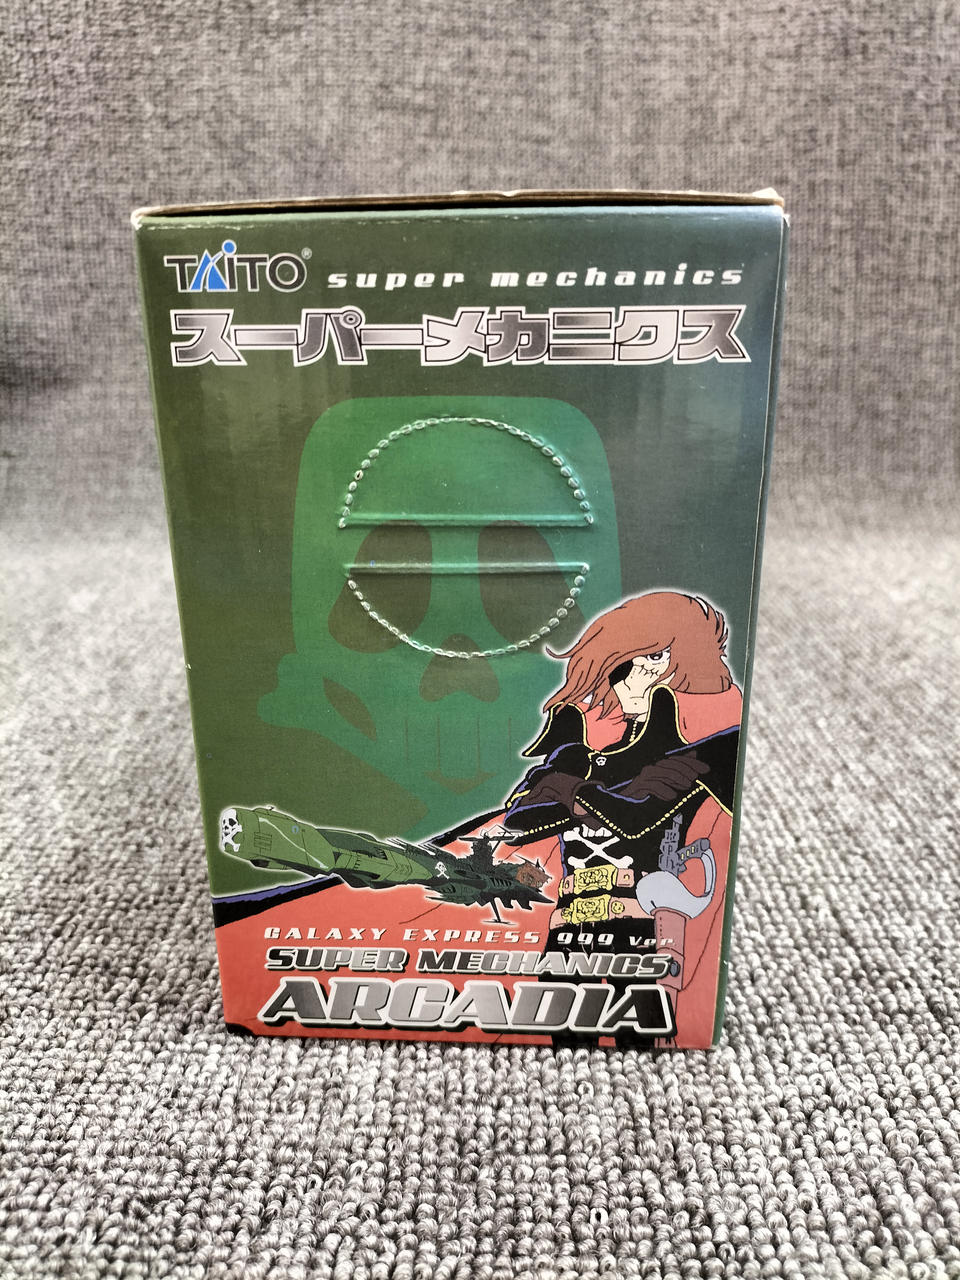 TAITO® super mechanics
スーパーメカニクス
GALAXY EXPRESS 999 Ver.
SUPER MECHANICS
ARCADIA